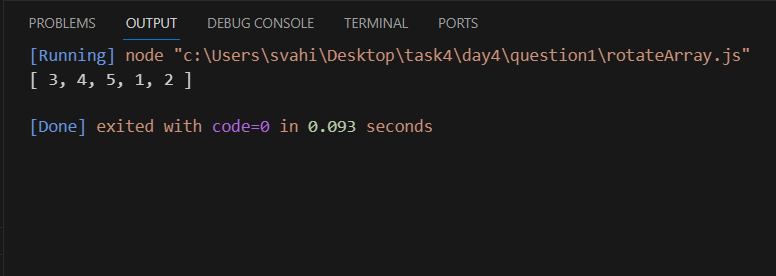 PROBLEMS OUTPUT DEBUG CONSOLE TERMINAL PORTS
[Running] node "c:\Users\svahi\Desktop\task4\day4\question1\rotateArray.js"
[ 3, 4, 5, 1, 2 ]
[Done] exited with code=0 in 0.093 seconds